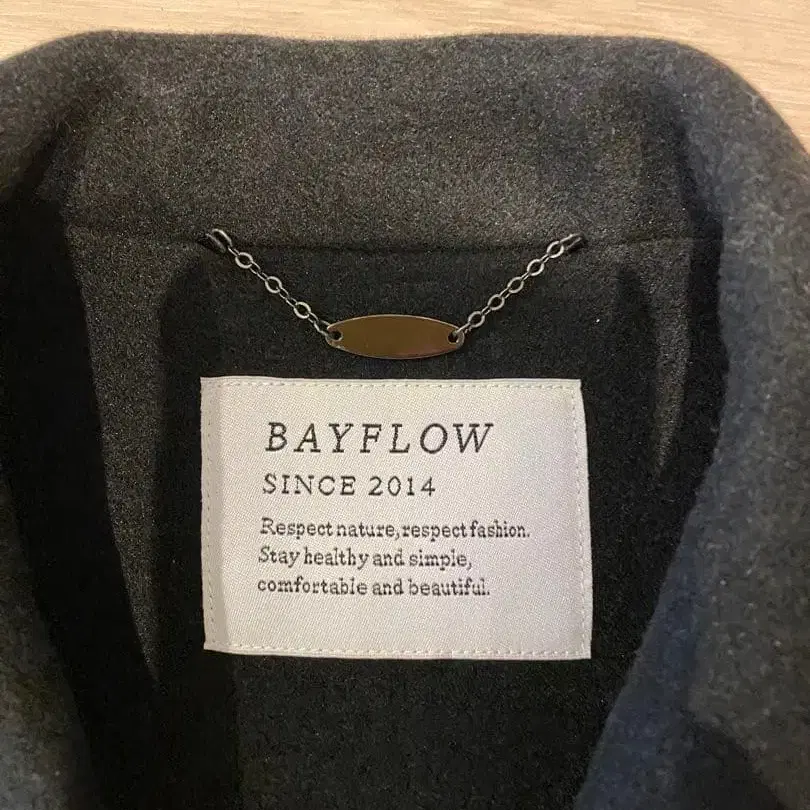 BAYFLOW
SINCE 2014
Respect nature, respect fashion.
Stay healthy and simple,
comfortable and beautiful.